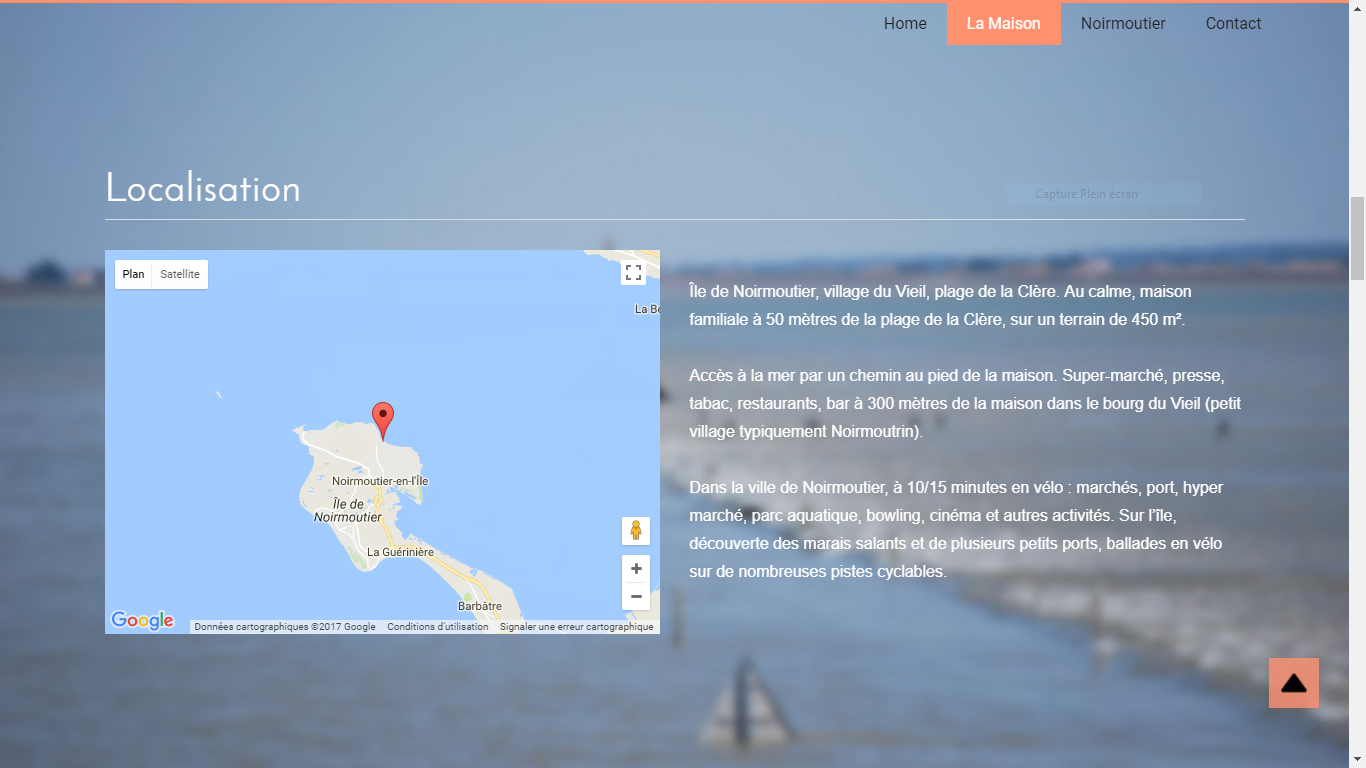 Home La Maison Noirmoutier Contact
Localisation
Capture Plein écran
Plan Satellite
La Be
Noirmoutier-en-l'Île
Île de
Noirmoutier
La Guérinière
Barbâtre
Google
Données cartographiques ©2017 Google Conditions d'utilisation Signaler une erreur cartographique
Île de Noirmoutier, village du Vieil, plage de la Clère. Au calme, maison
familiale à 50 mètres de la plage de la Clère, sur un terrain de 450 m².
Accès à la mer par un chemin au pied de la maison. Super-marché, presse,
tabac, restaurants, bar à 300 mètres de la maison dans le bourg du Vieil (petit
village typiquement Noirmoutrin).
Dans la ville de Noirmoutier, à 10/15 minutes en vélo : marchés, port, hyper
marché, parc aquatique, bowling, cinéma et autres activités. Sur l’île,
découverte des marais salants et de plusieurs petits ports, ballades en vélo
sur de nombreuses pistes cyclables.